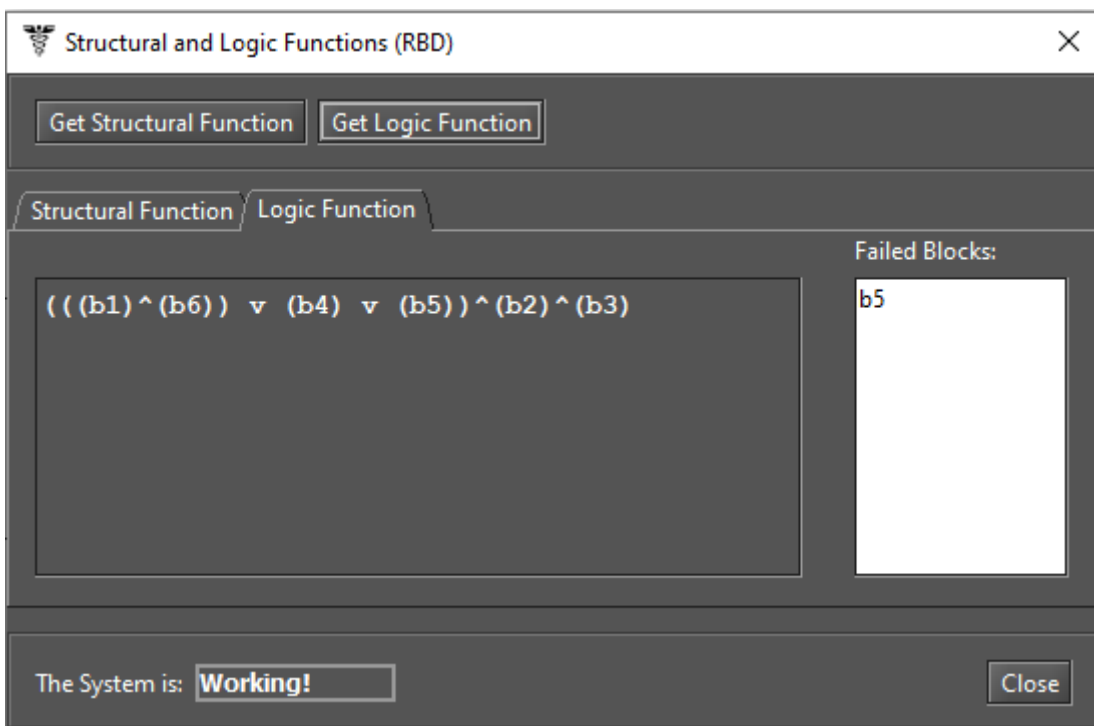 Structural and Logic Functions (RBD)
Get Structural Function Get Logic Function
Structural Function Logic Function
Failed Blocks:
(((b1)^(b6)) v (b4) v (b5))^(b2)^(b3)
b5
The System is: Working!
Close